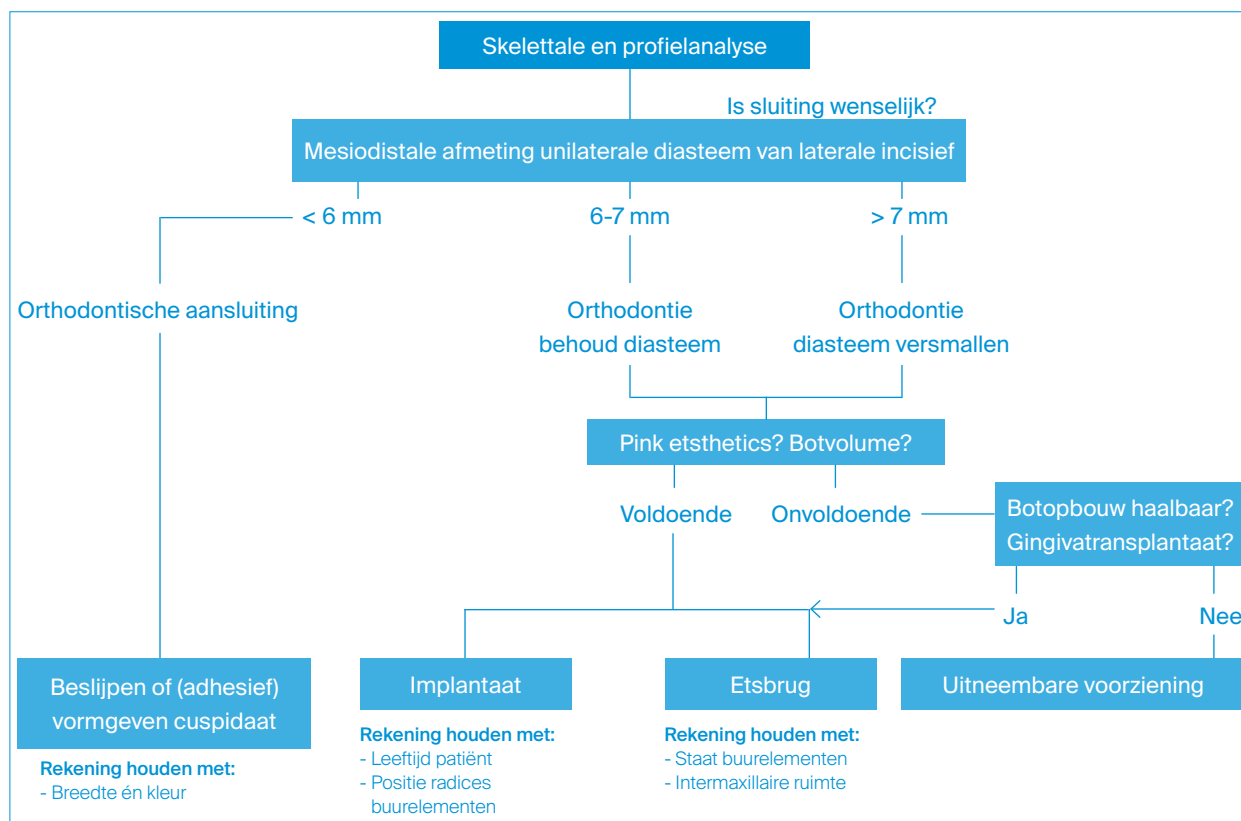 Skelettale en profielanalyse
Is sluiting wenselijk?
Mesiodistale afmeting unilaterale diasteem van laterale incisief
< 6 mm
6-7 mm
> 7 mm
Orthodontische aansluiting
Orthodontie
behoud diasteem
Orthodontie
diasteem versmallen
Pink etsthetics? Botvolume?
Voldoende
Onvoldoende
Botopbouw haalbaar?
Gingivatransplantaat?
Ja
Nee
Beslijpen of (adhesief)
vormgeven cuspidaat
Rekening houden met:
- Breedte én kleur
Implantaat
Rekening houden met:
- Leeftijd patiënt
- Positie radices
buurelementen
Etsbrug
Rekening houden met:
- Staat buurelementen
- Intermaxillaire ruimte
Uitneembare voorziening